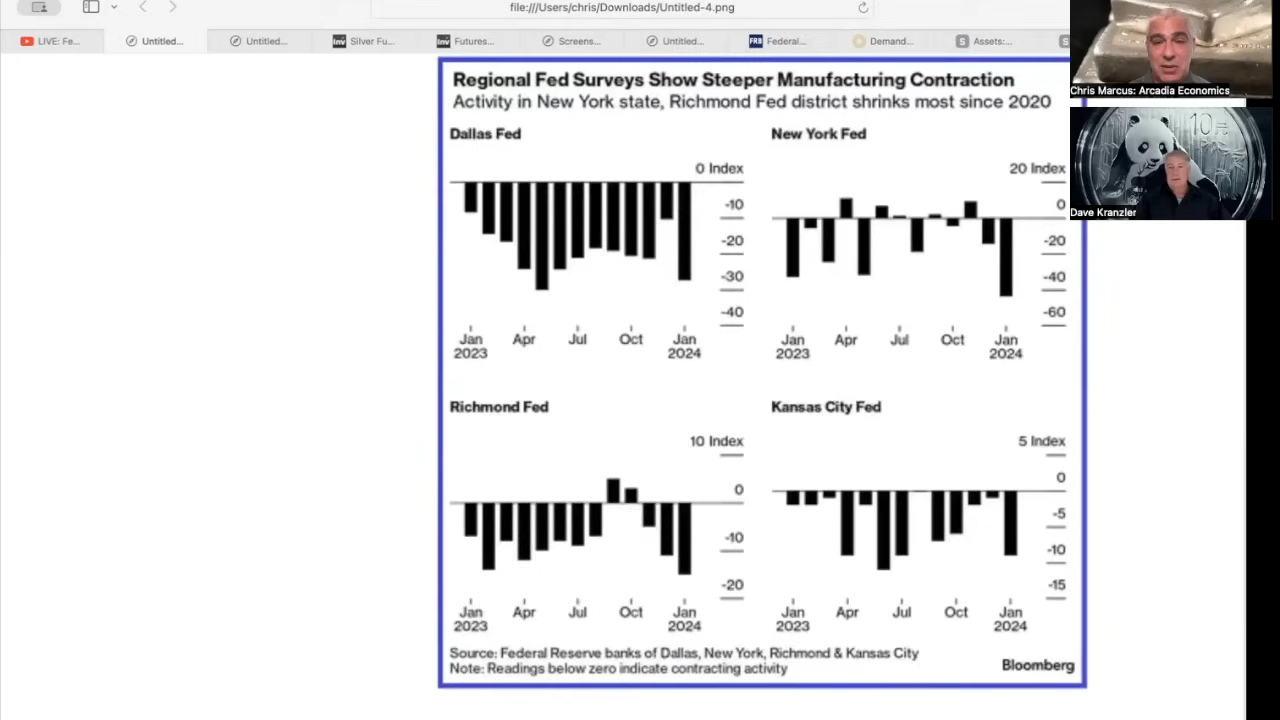 file:///Users/chris/Downloads/Untitled-4.png
LIVE: Fe...
Untitled...
Untitled...
Inv Silver Fu...
Inv Futures...
Screens...
Untitled...
FRB Federal...
Demand...
S Assets:...
S
Chris Marcus: Arcadia Economics
10元
Dave Kranzler
Regional Fed Surveys Show Steeper Manufacturing Contraction
Activity in New York state, Richmond Fed district shrinks most since 2020
Dallas Fed
0 Index
-10
-20
-30
-40
Jan Apr Jul Oct Jan
2023 2024
New York Fed
20 Index
0
-20
-40
-60
Jan Apr Jul Oct Jan
2023 2024
Richmond Fed
10 Index
0
-10
-20
Jan Apr Jul Oct Jan
2023 2024
Kansas City Fed
5 Index
0
-5
-10
-15
Jan Apr Jul Oct Jan
2023 2024
Source: Federal Reserve banks of Dallas, New York, Richmond & Kansas City
Note: Readings below zero indicate contracting activity
Bloomberg